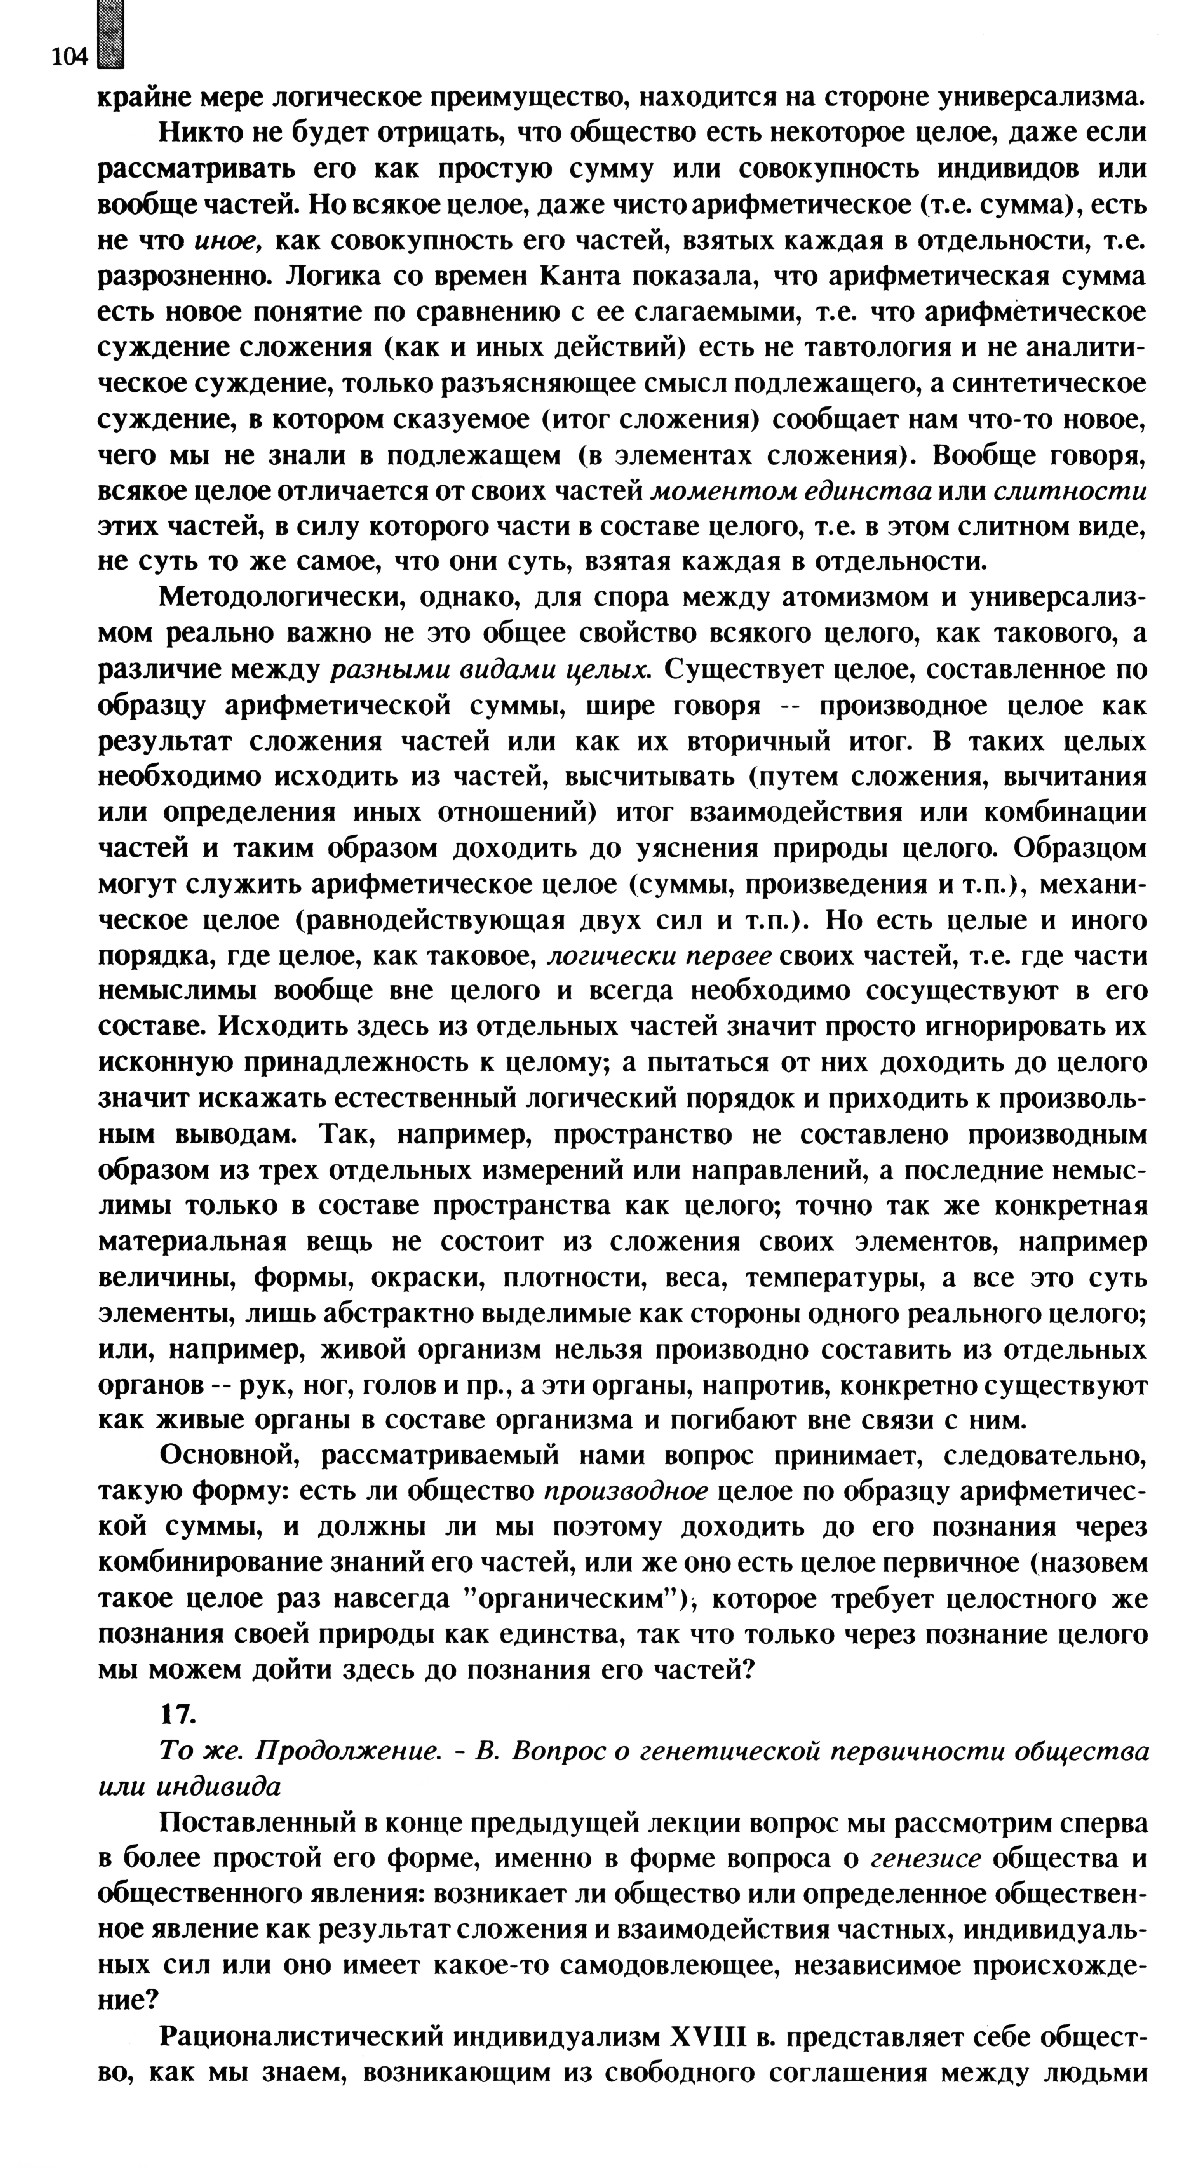 104
крайне мере логическое преимущество, находится на стороне универсализма.
Никто не будет отрицать, что общество есть некоторое целое, даже если
рассматривать его как простую сумму или совокупность индивидов или
вообще частей. Но всякое целое, даже чисто арифметическое (т.е. сумма), есть
не что иное, как совокупность его частей, взятых каждая в отдельности, т.е.
разрозненно. Логика со времен Канта показала, что арифметическая сумма
есть новое понятие по сравнению с ее слагаемыми, т.е. что арифметическое
суждение сложения (как и иных действий) есть не тавтология и не аналити-
ческое суждение, только разъясняющее смысл подлежащего, а синтетическое
суждение, в котором сказуемое (итог сложения) сообщает нам что-то новое,
чего мы не знали в подлежащем (в элементах сложения). Вообще говоря,
всякое целое отличается от своих частей моментом единства или слитности
этих частей, в силу которого части в составе целого, т.е. в этом слитном виде,
не суть то же самое, что они суть, взятая каждая в отдельности.
Методологически, однако, для спора между атомизмом и универсализ-
мом реально важно не это общее свойство всякого целого, как такового, а
различие между разными видами целых. Существует целое, составленное по
образцу арифметической суммы, шире говоря -- производное целое как
результат сложения частей или как их вторичный итог. В таких целых
необходимо исходить из частей, высчитывать (путем сложения, вычитания
или определения иных отношений) итог взаимодействия или комбинации
частей и таким образом доходить до уяснения природы целого. Образцом
могут служить арифметическое целое (суммы, произведения и т.п.), механи-
ческое целое (равнодействующая двух сил и т.п.). Но есть целые и иного
порядка, где целое, как таковое, логически первее своих частей, т.е. где части
немыслимы вообще вне целого и всегда необходимо сосуществуют в его
составе. Исходить здесь из отдельных частей значит просто игнорировать их
исконную принадлежность к целому; а пытаться от них доходить до целого
значит искажать естественный логический порядок и приходить к произволь-
ным выводам. Так, например, пространство не составлено производным
образом из трех отдельных измерений или направлений, а последние немыс-
лимы только в составе пространства как целого; точно так же конкретная
материальная вещь не состоит из сложения своих элементов, например
величины, формы, окраски, плотности, веса, температуры, а все это суть
элементы, лишь абстрактно выделимые как стороны одного реального целого;
или, например, живой организм нельзя производно составить из отдельных
органов -- рук, ног, голов и пр., а эти органы, напротив, конкретно существуют
как живые органы в составе организма и погибают вне связи с ним.
Основной, рассматриваемый нами вопрос принимает, следовательно,
такую форму: есть ли общество производное целое по образцу арифметичес-
кой суммы, и должны ли мы поэтому доходить до его познания через
комбинирование знаний его частей, или же оно есть целое первичное (назовем
такое целое раз навсегда "органическим"), которое требует целостного же
познания своей природы как единства, так что только через познание целого
мы можем дойти здесь до познания его частей?
17.
То же. Продолжение. - В. Вопрос о генетической первичности общества
или индивида
Поставленный в конце предыдущей лекции вопрос мы рассмотрим сперва
в более простой его форме, именно в форме вопроса о генезисе общества и
общественного явления: возникает ли общество или определенное обществен-
ное явление как результат сложения и взаимодействия частных, индивидуаль-
ных сил или оно имеет какое-то самодовлеющее, независимое происхожде-
ние?
Рационалистический индивидуализм XVIII в. представляет себе общест-
во, как мы знаем, возникающим из свободного соглашения между людьми